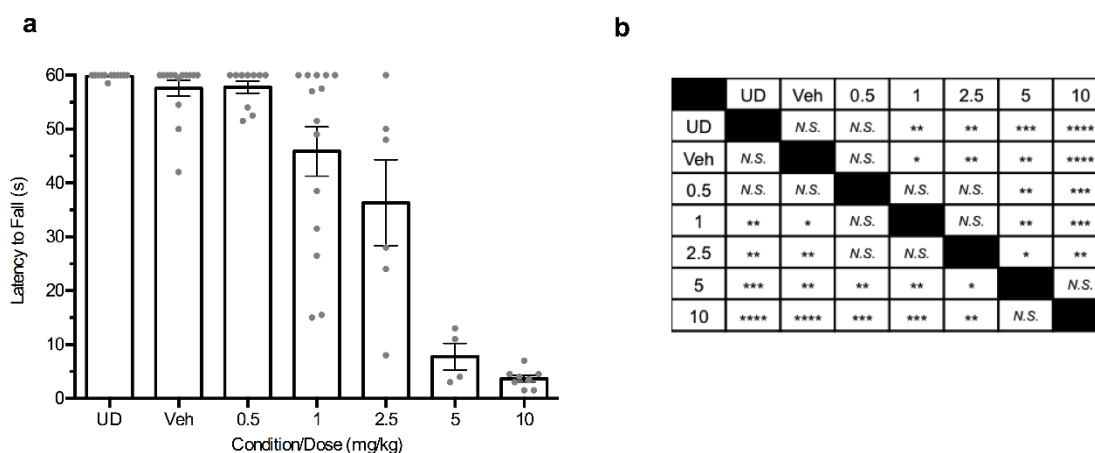 a
60
50
40
30
20
10
0
Latency to Fall (s)
UD Veh 0.5 1 2.5 5 10
Condition/Dose (mg/kg)
b
UD Veh 0.5 1 2.5 5 10
UD N.S. N.S. ** ** *** ****
Veh N.S. N.S. * ** ** ****
0.5 N.S. N.S. N.S. N.S. ** ***
1 ** * N.S. N.S. ** ***
2.5 ** ** N.S. N.S. * **
5 *** ** ** ** * N.S.
10 **** **** *** *** ** N.S.